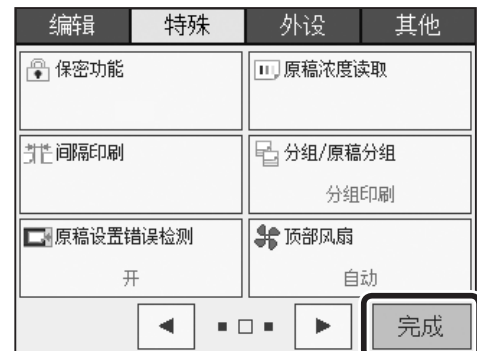 编辑 特殊 外设 其他
保密功能 原稿浓度读取
间隔印刷 分组/原稿分组
分组印刷
原稿设置错误检测 顶部风扇
开 自动
完成